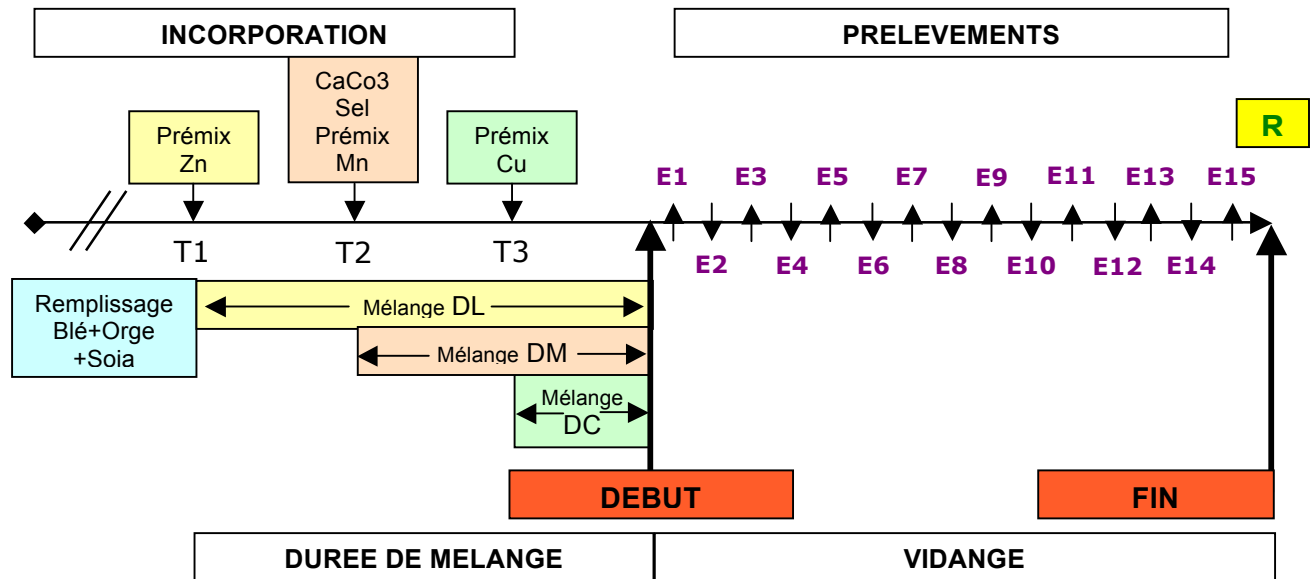 INCORPORATION
PRELEVEMENTS
CaCo3
Sel
Prémix
Mn
Prémix
Zn
Prémix
Cu
R
E1
E3
E5
E7
E9
E11
E13
E15
T1
T2
T3
E2
E4
E6
E8
E10
E12
E14
Remplissage
Blé+Orge
+Soja
Mélange DL
Mélange DM
Mélange
DC
DEBUT
FIN
DUREE DE MELANGE
VIDANGE